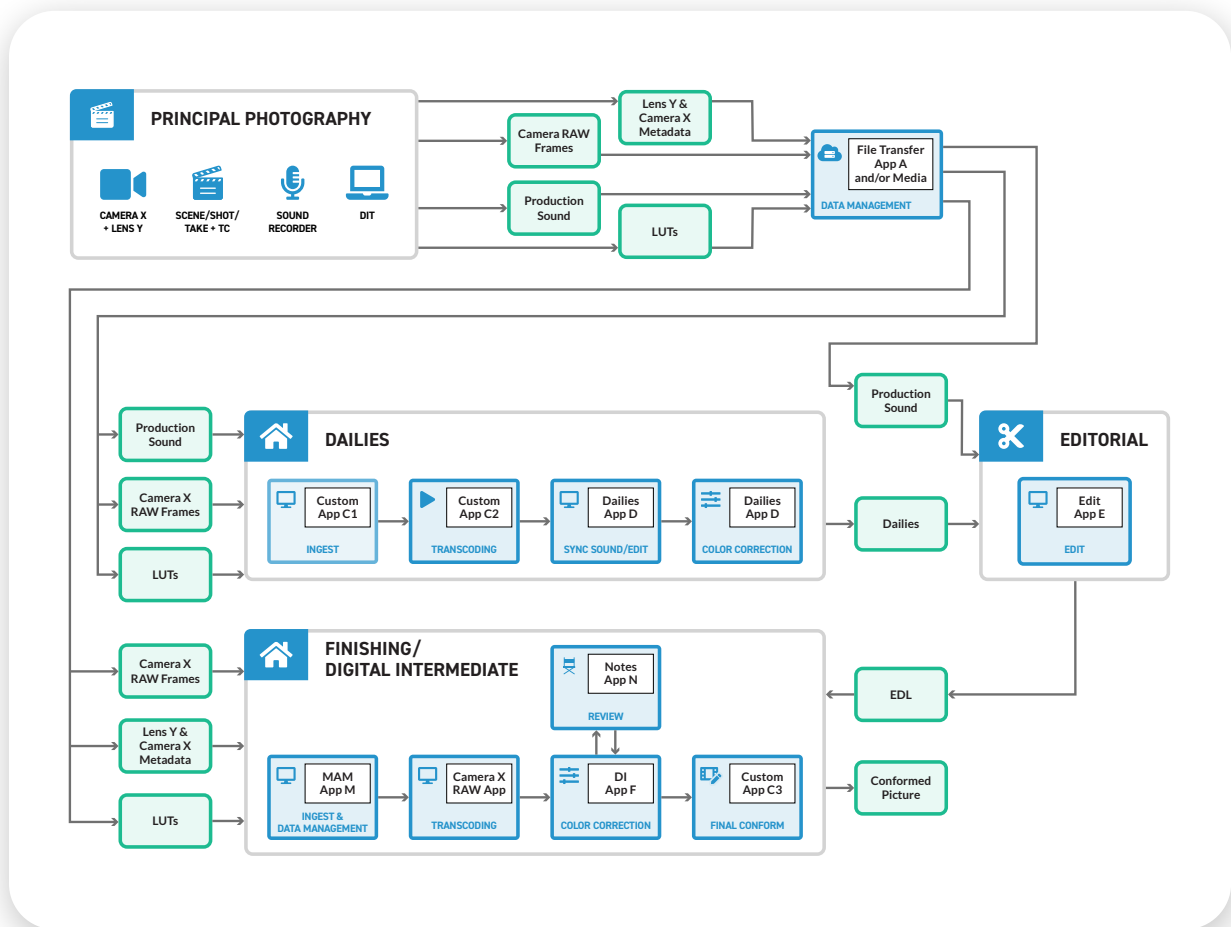 PRINCIPAL PHOTOGRAPHY
CAMERA X
+ LENS Y
SCENE/SHOT/
TAKE + TC
SOUND
RECORDER
DIT
Lens Y &
Camera X
Metadata
Camera RAW
Frames
Production
Sound
LUTs
File Transfer
App A
and/or Media
DATA MANAGEMENT
Production
Sound
Production
Sound
Camera X
RAW Frames
LUTs
DAILIES
Custom
App C1
INGEST
Custom
App C2
TRANSCODING
Dailies
App D
SYNC SOUND/EDIT
Dailies
App D
COLOR CORRECTION
Dailies
EDITORIAL
Edit
App E
EDIT
Camera X
RAW Frames
Lens Y &
Camera X
Metadata
LUTs
FINISHING/
DIGITAL INTERMEDIATE
Notes
App N
REVIEW
MAM
App M
INGEST &
DATA MANAGEMENT
Camera X
RAW App
TRANSCODING
DI
App F
COLOR CORRECTION
Custom
App C3
FINAL CONFORM
EDL
Conformed
Picture